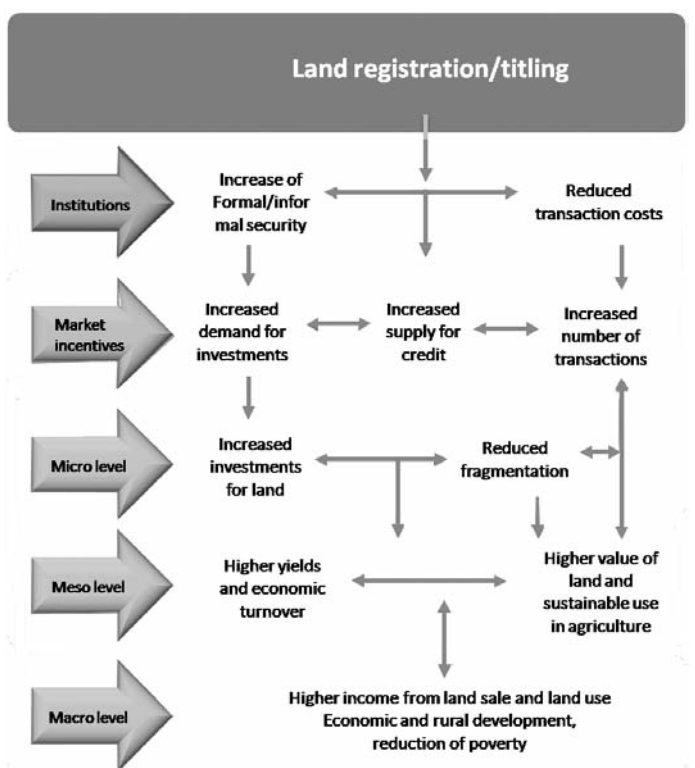 Land registration/titling
Institutions
Increase of
Formal/infor
mal security
Reduced
transaction costs
Market
incentives
Increased
demand for
investments
Increased
supply for
credit
Increased
number of
transactions
Micro level
Increased
investments
for land
Reduced
fragmentation
Meso level
Higher yields
and economic
turnover
Higher value of
land and
sustainable use
in agriculture
Macro level
Higher income from land sale and land use
Economic and rural development,
reduction of poverty